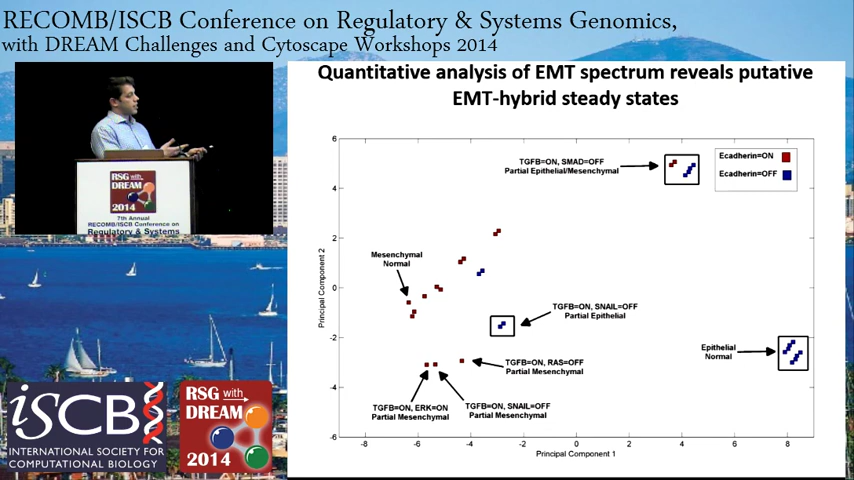 RECOMB/ISCB Conference on Regulatory & Systems Genomics,
with DREAM Challenges and Cytoscape Workshops 2014
RSG with
DREAM
2014
7th Annual
RECOMB/ISCB Conference on
Regulatory & Systems
iSCB
INTERNATIONAL SOCIETY FOR
COMPUTATIONAL BIOLOGY
RSG with
DREAM
2014
Quantitative analysis of EMT spectrum reveals putative
EMT-hybrid steady states
TGFB=ON, SMAD=OFF
Partial Epithelial/Mesenchymal
Ecadherin=ON
Ecadherin=OFF
Mesenchymal
Normal
TGFB=ON, SNAIL=OFF
Partial Epithelial
Epithelial
Normal
TGFB=ON, RAS=OFF
Partial Mesenchymal
TGFB=ON, ERK=ON
Partial Mesenchymal
TGFB=ON, SNAIL=OFF
Partial Mesenchymal
Principal Component 2
6
4
2
0
-2
-4
-6
-8
-6
-4
-2
0
2
4
6
8
Principal Component 1